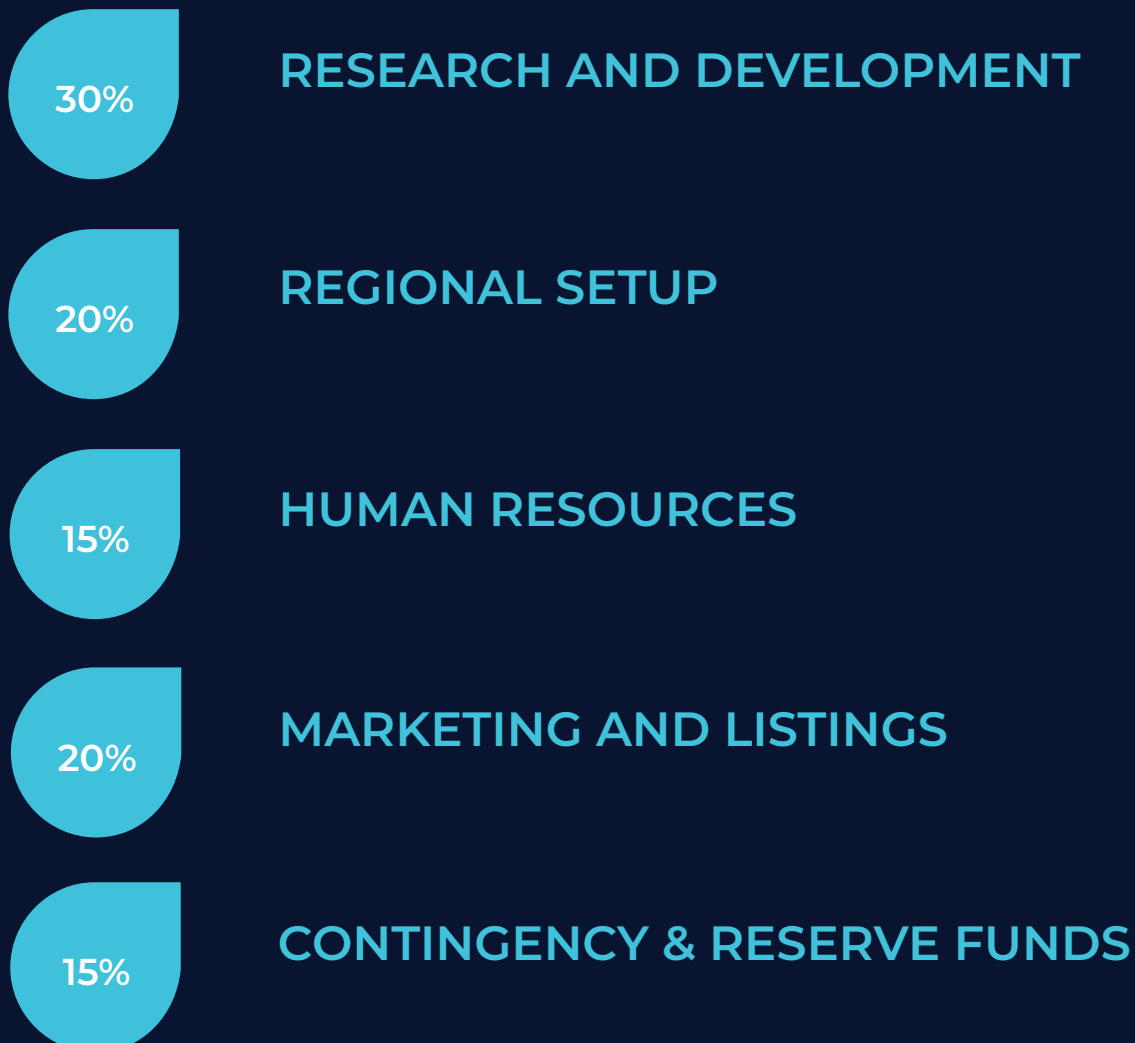 30%
RESEARCH AND DEVELOPMENT
20%
REGIONAL SETUP
15%
HUMAN RESOURCES
20%
MARKETING AND LISTINGS
15%
CONTINGENCY & RESERVE FUNDS